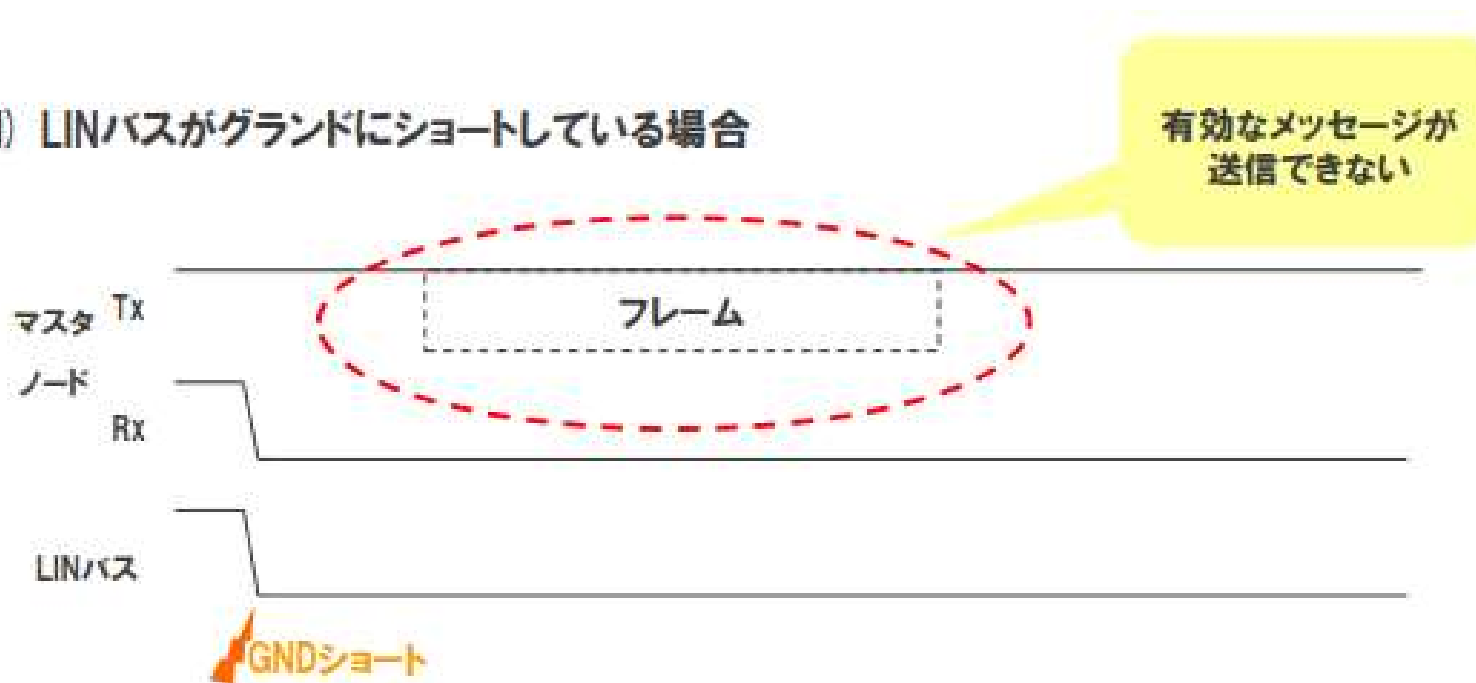 ) LINバスがグランドにショートしている場合
有効なメッセージが
送信できない
マスタ Tx
フレーム
ノード
Rx
LINバス
GNDショート